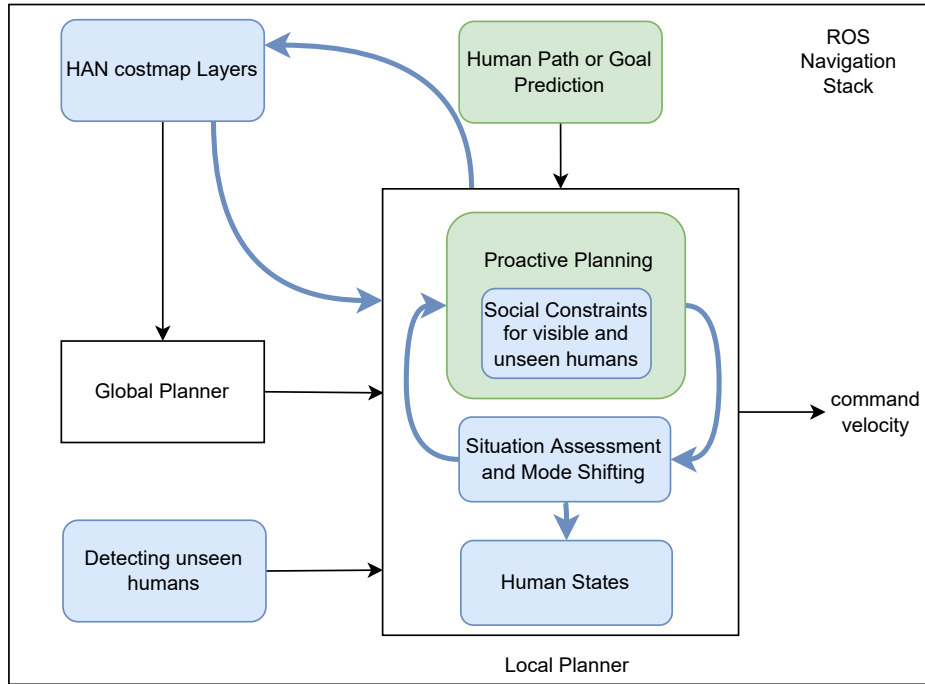 HAN costmap Layers
Human Path or Goal
Prediction
ROS
Navigation
Stack
Proactive Planning
Social Constraints
for visible and
unseen humans
Global Planner
command
velocity
Situation Assessment
and Mode Shifting
Detecting unseen
humans
Human States
Local Planner